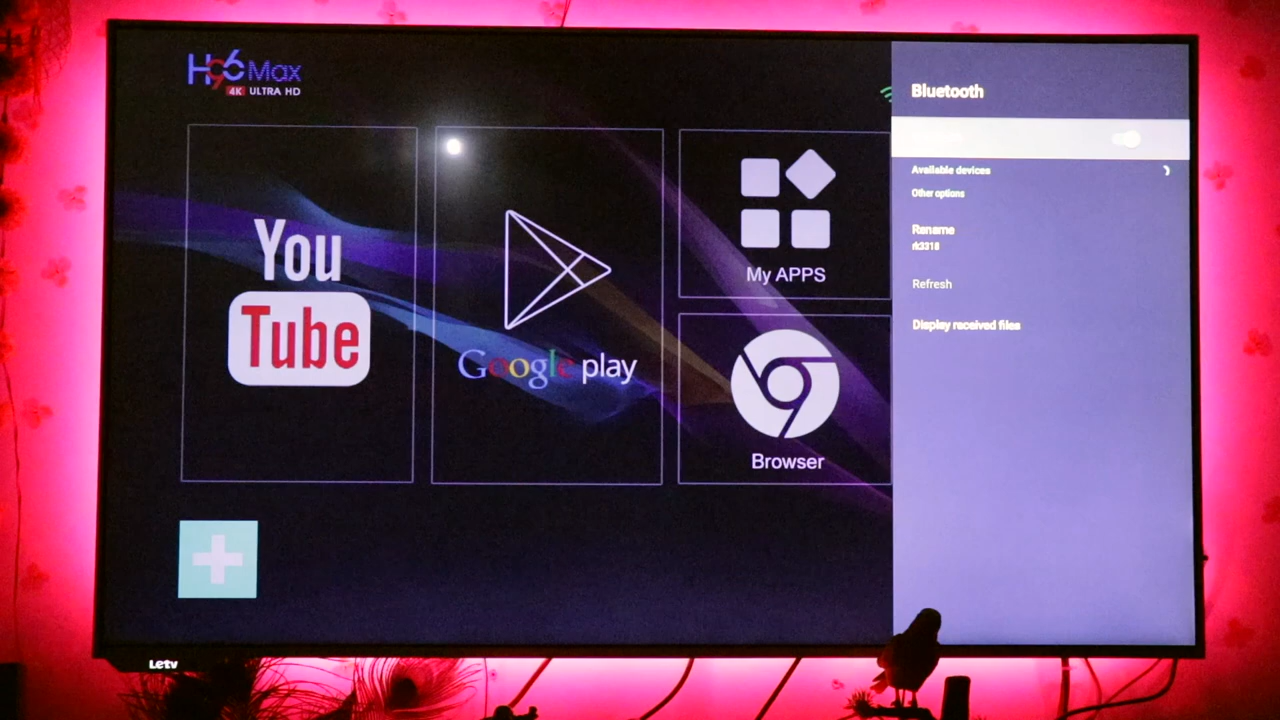 H96 Max
4K ULTRA HD
You
Tube
Google play
My APPS
Browser
Bluetooth
Available devices
Other options
Rename
rk3318
Refresh
Display received files
Letv